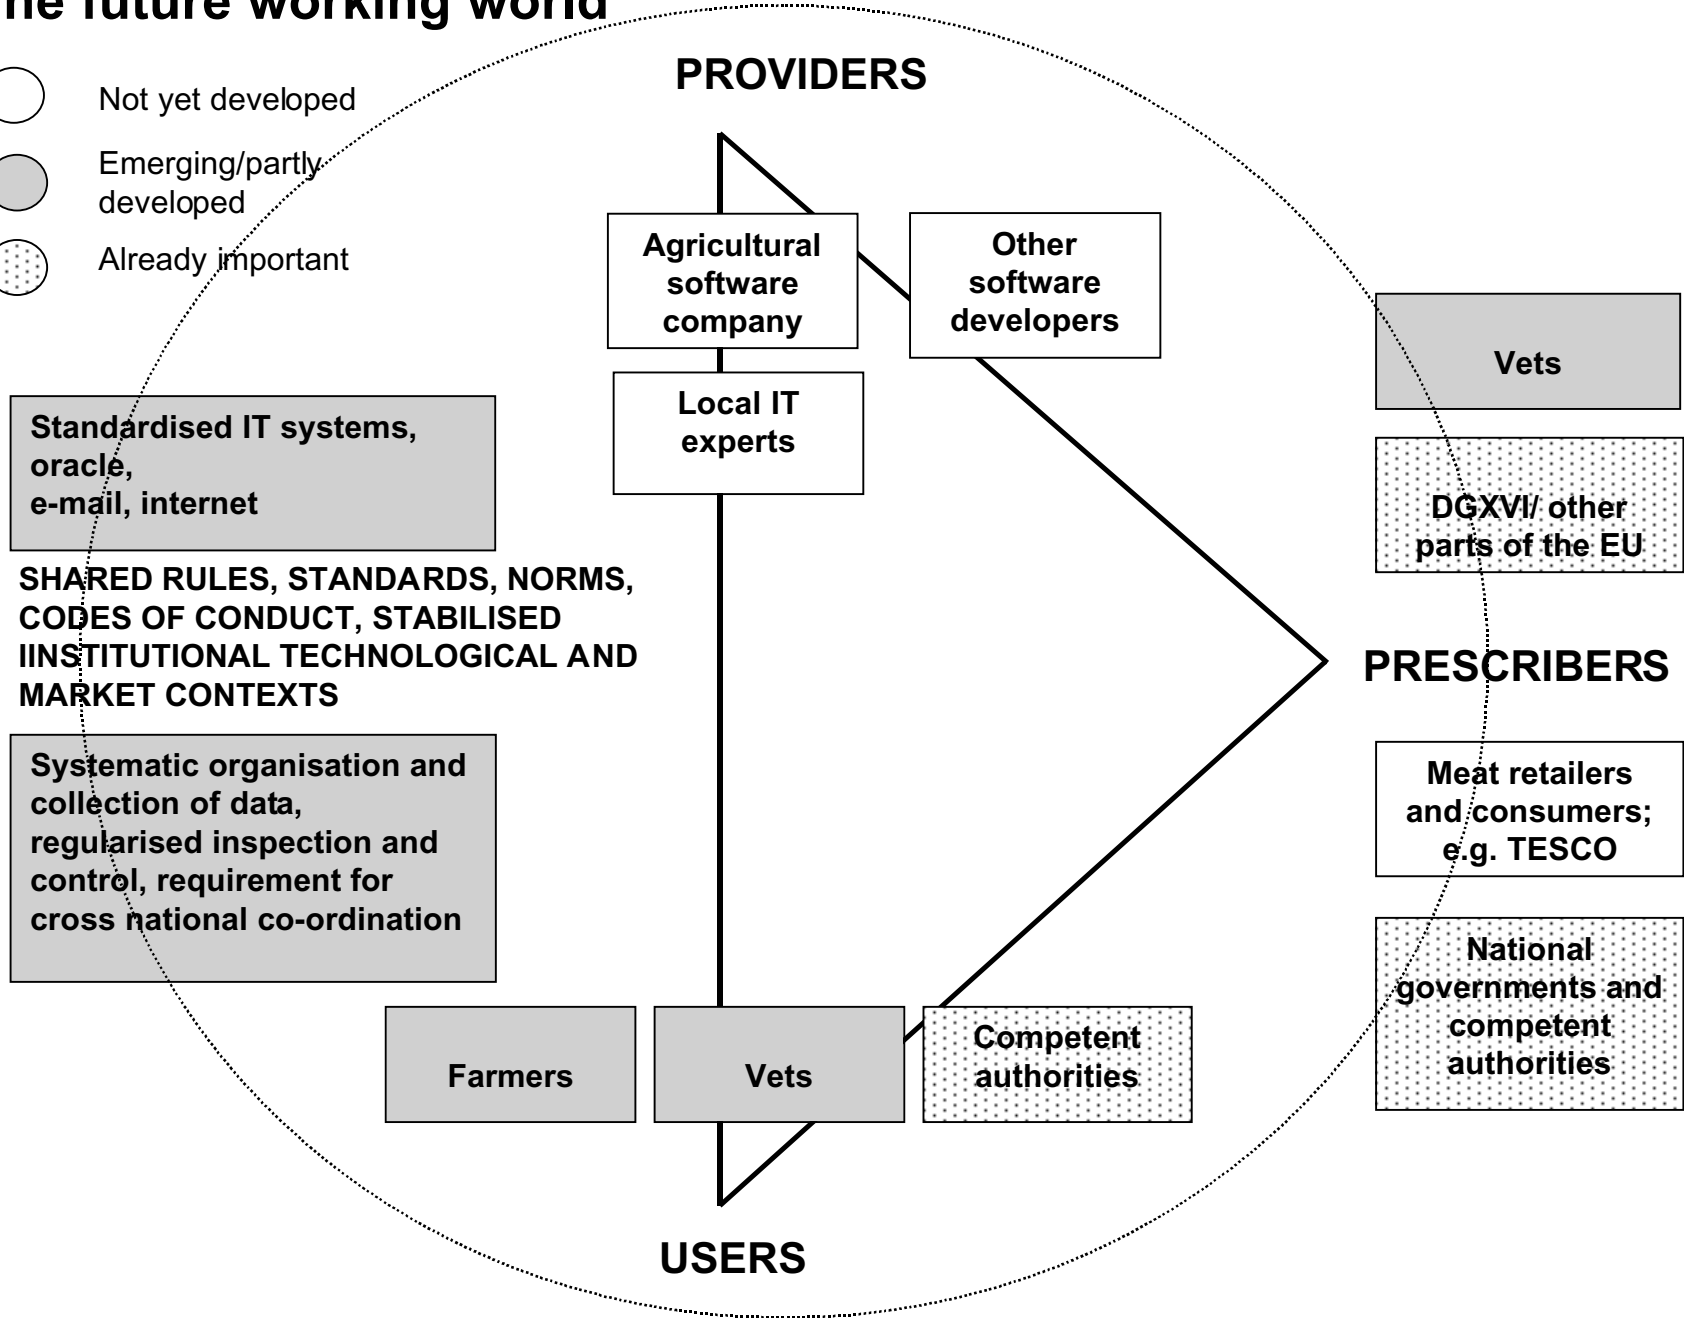 he future working world
PROVIDERS
Not yet developed
Emerging/partly
developed
Already important
Agricultural
software
company
Other
software
developers
Local IT
experts
Vets
Standardised IT systems,
oracle,
e-mail, internet
DGXVI/ other
parts of the EU
SHARED RULES, STANDARDS, NORMS,
CODES OF CONDUCT, STABILISED
IINSTITUTIONAL TECHNOLOGICAL AND
MARKET CONTEXTS
PRESCRIBERS
Systematic organisation and
collection of data,
regularised inspection and
control, requirement for
cross national co-ordination
Meat retailers
and consumers;
e.g. TESCO
National
governments and
competent
authorities
Farmers
Vets
Competent
authorities
USERS